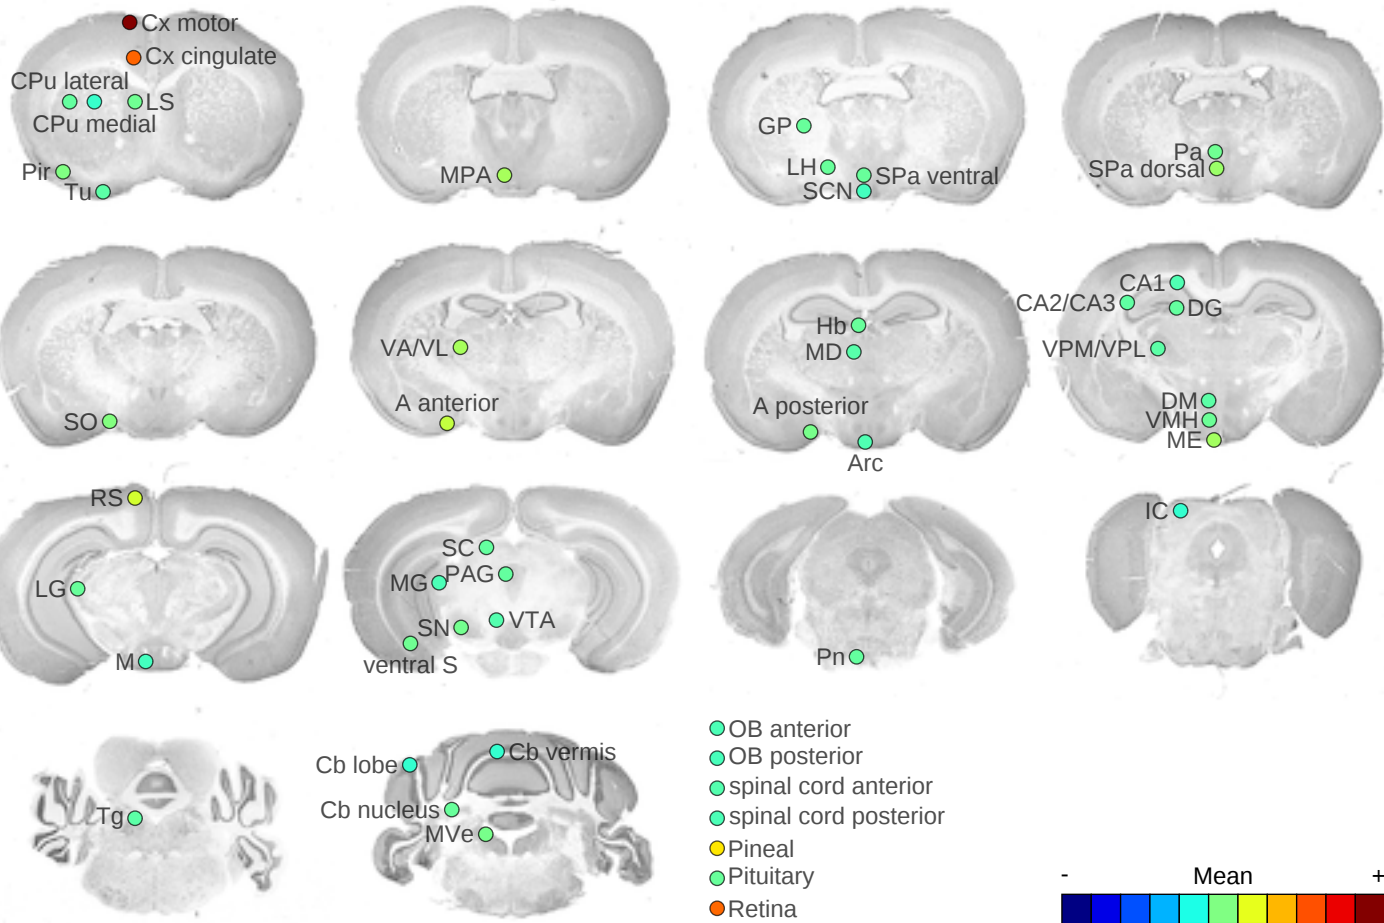 Cx motor
Cx cingulate
CPu lateral
LS
CPu medial
Pir
Tu
MPA
GP
LH
SPa ventral
SCN
Pa
SPa dorsal
SO
VA/VL
A anterior
Hb
MD
A posterior
Arc
CA1
CA2/CA3
DG
VPM/VPL
DM
VMH
ME
RS
LG
M
SC
MG
PAG
SN
VTA
ventral S
Pn
IC
Tg
Cb lobe
Cb vermis
Cb nucleus
MVe
OB anterior
OB posterior
spinal cord anterior
spinal cord posterior
Pineal
Pituitary
Retina
- Mean +